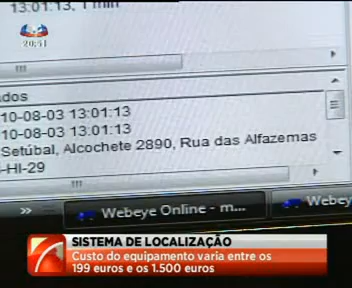 13:01:13, 1 min
20:51
ados
10-08-03 13:01:13
10-08-03 13:01:13
Setúbal, Alcochete 2890, Rua das Alfazemas
-HI-29
» Webeye Online - m... Webey
SISTEMA DE LOCALIZAÇÃO
Custo do equipamento varia entre os
199 euros e os 1.500 euros